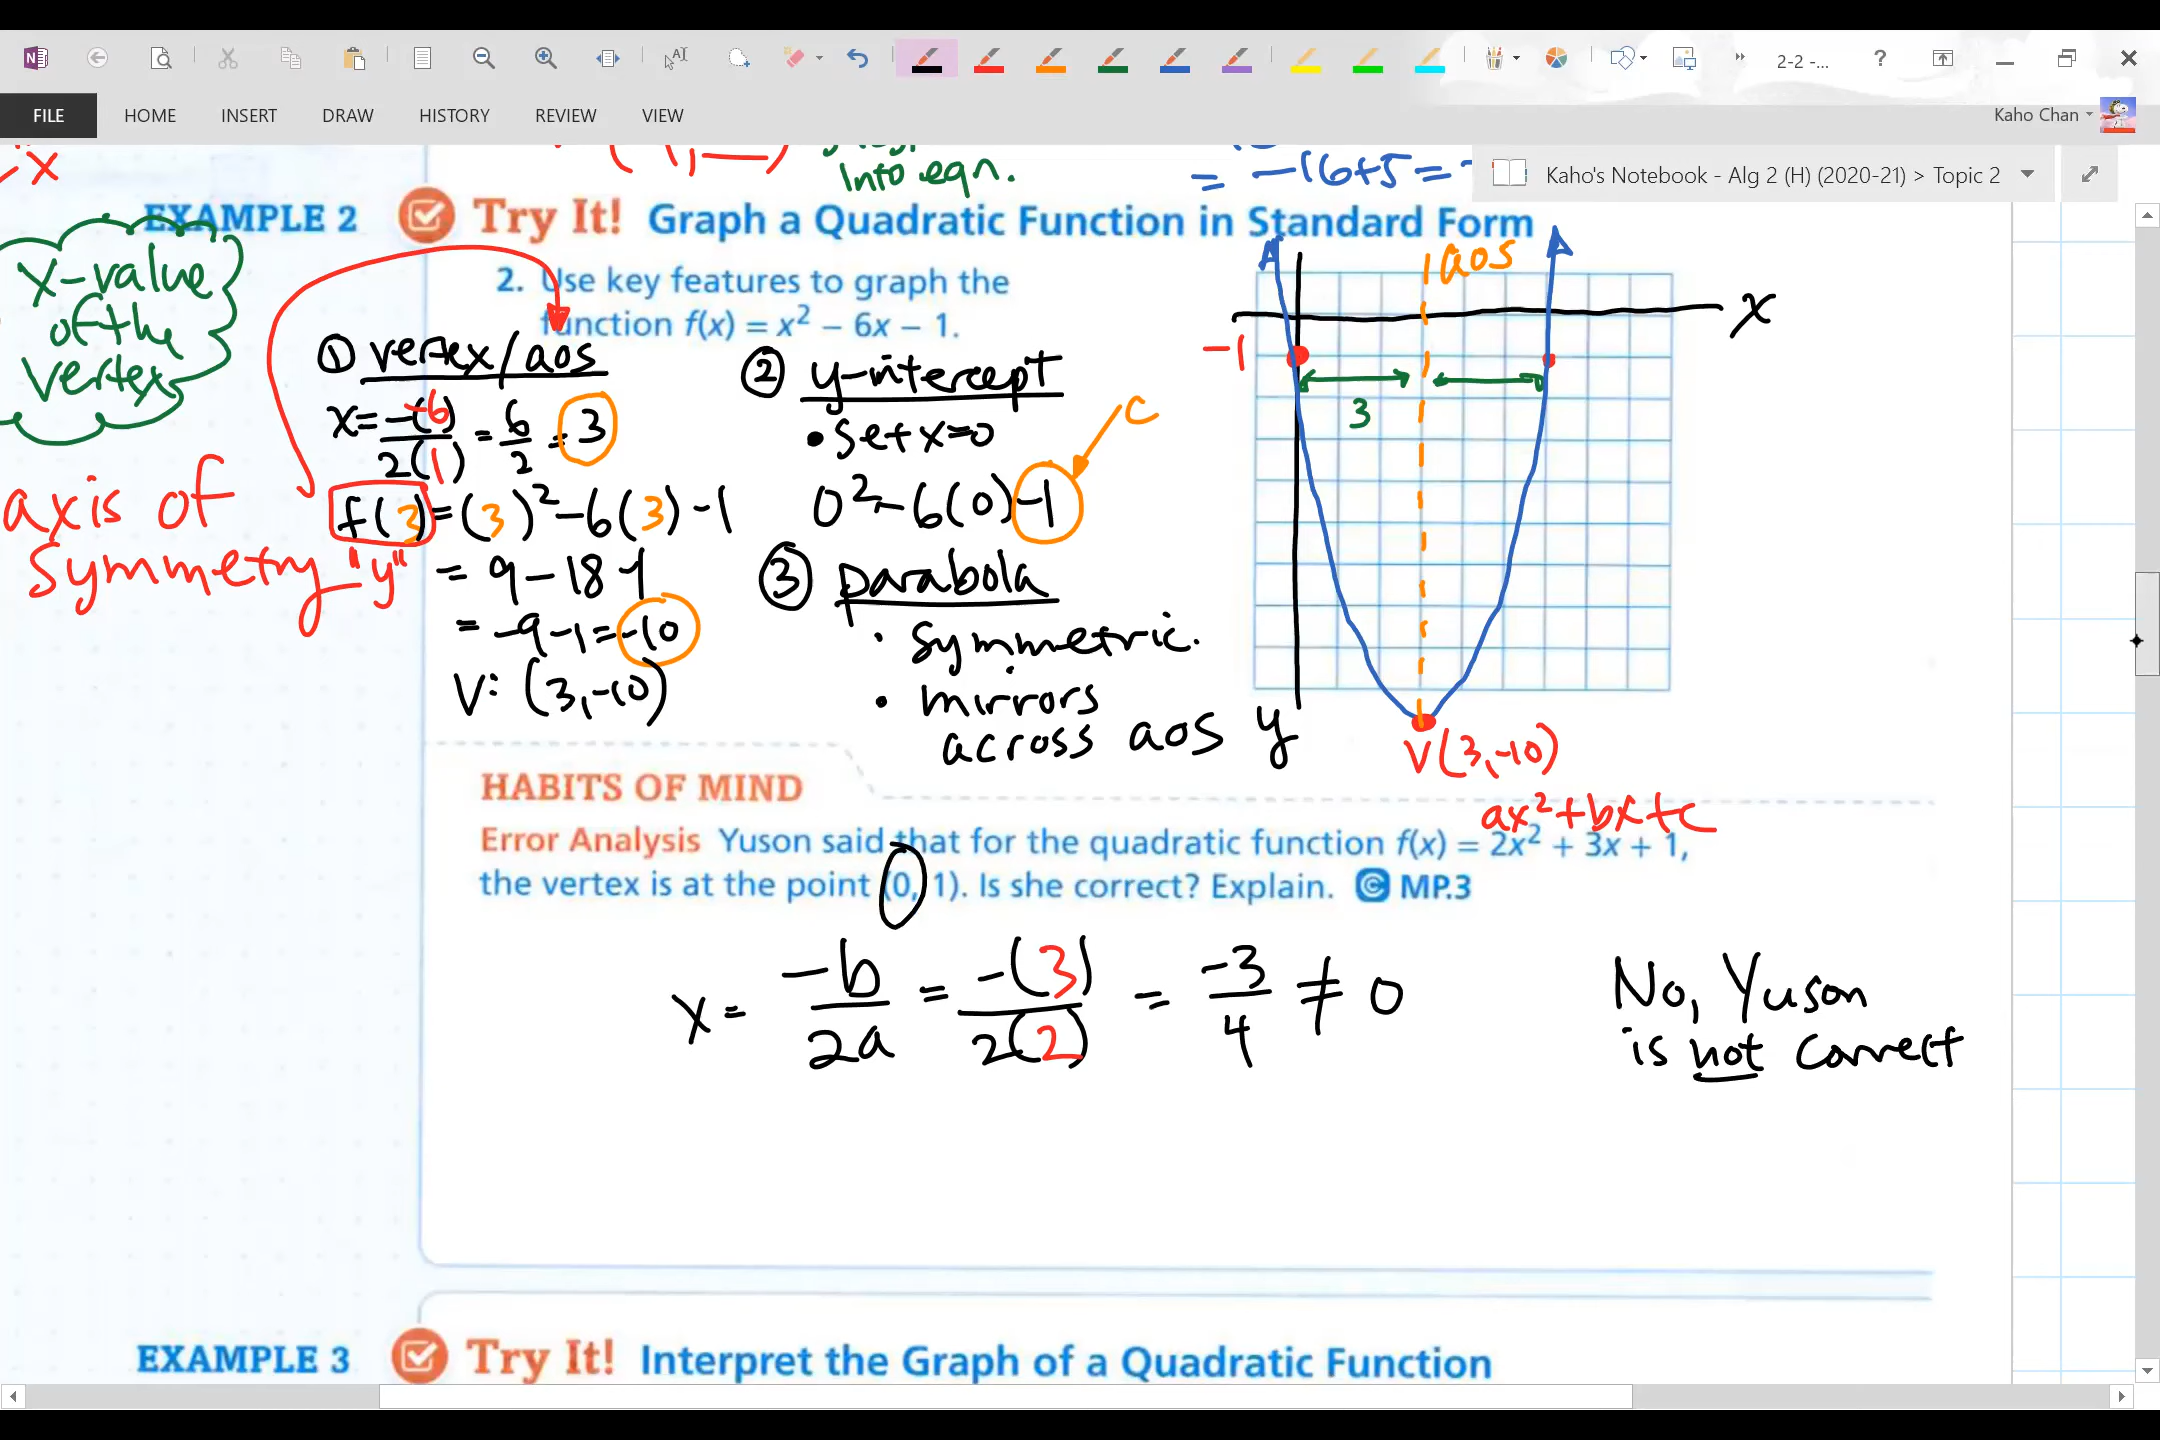 2-2 -...
FILE HOME INSERT DRAW HISTORY REVIEW VIEW
Kaho Chan
Kaho's Notebook - Alg 2 (H) (2020-21) > Topic 2
into eqn.
= -16+5 =
EXAMPLE 2 Try It! Graph a Quadratic Function in Standard Form
x-value
of the
vertex
axis of
symmetry
2. Use key features to graph the
function f(x) = x² – 6x – 1.
① vertex/aos
x = -(-6)/2(1) = 6/2 = 3
f(3) = (3)² - 6(3) - 1
"y" = 9 - 18 - 1
= -9 - 1 = -10
V: (3, -10)
② y-intercept
• set x=0
c
0² - 6(0) - 1
③ parabola
• symmetric.
• mirrors
across aos
aos
x
-1
3
y
V(3, -10)
HABITS OF MIND
ax² + bx + c
Error Analysis Yuson said that for the quadratic function f(x) = 2x² + 3x + 1,
the vertex is at the point (0, 1). Is she correct? Explain. © MP.3
x = -b/2a = -(3)/2(2) = -3/4 ≠ 0
No, Yuson
is not correct
EXAMPLE 3 Try It! Interpret the Graph of a Quadratic Function